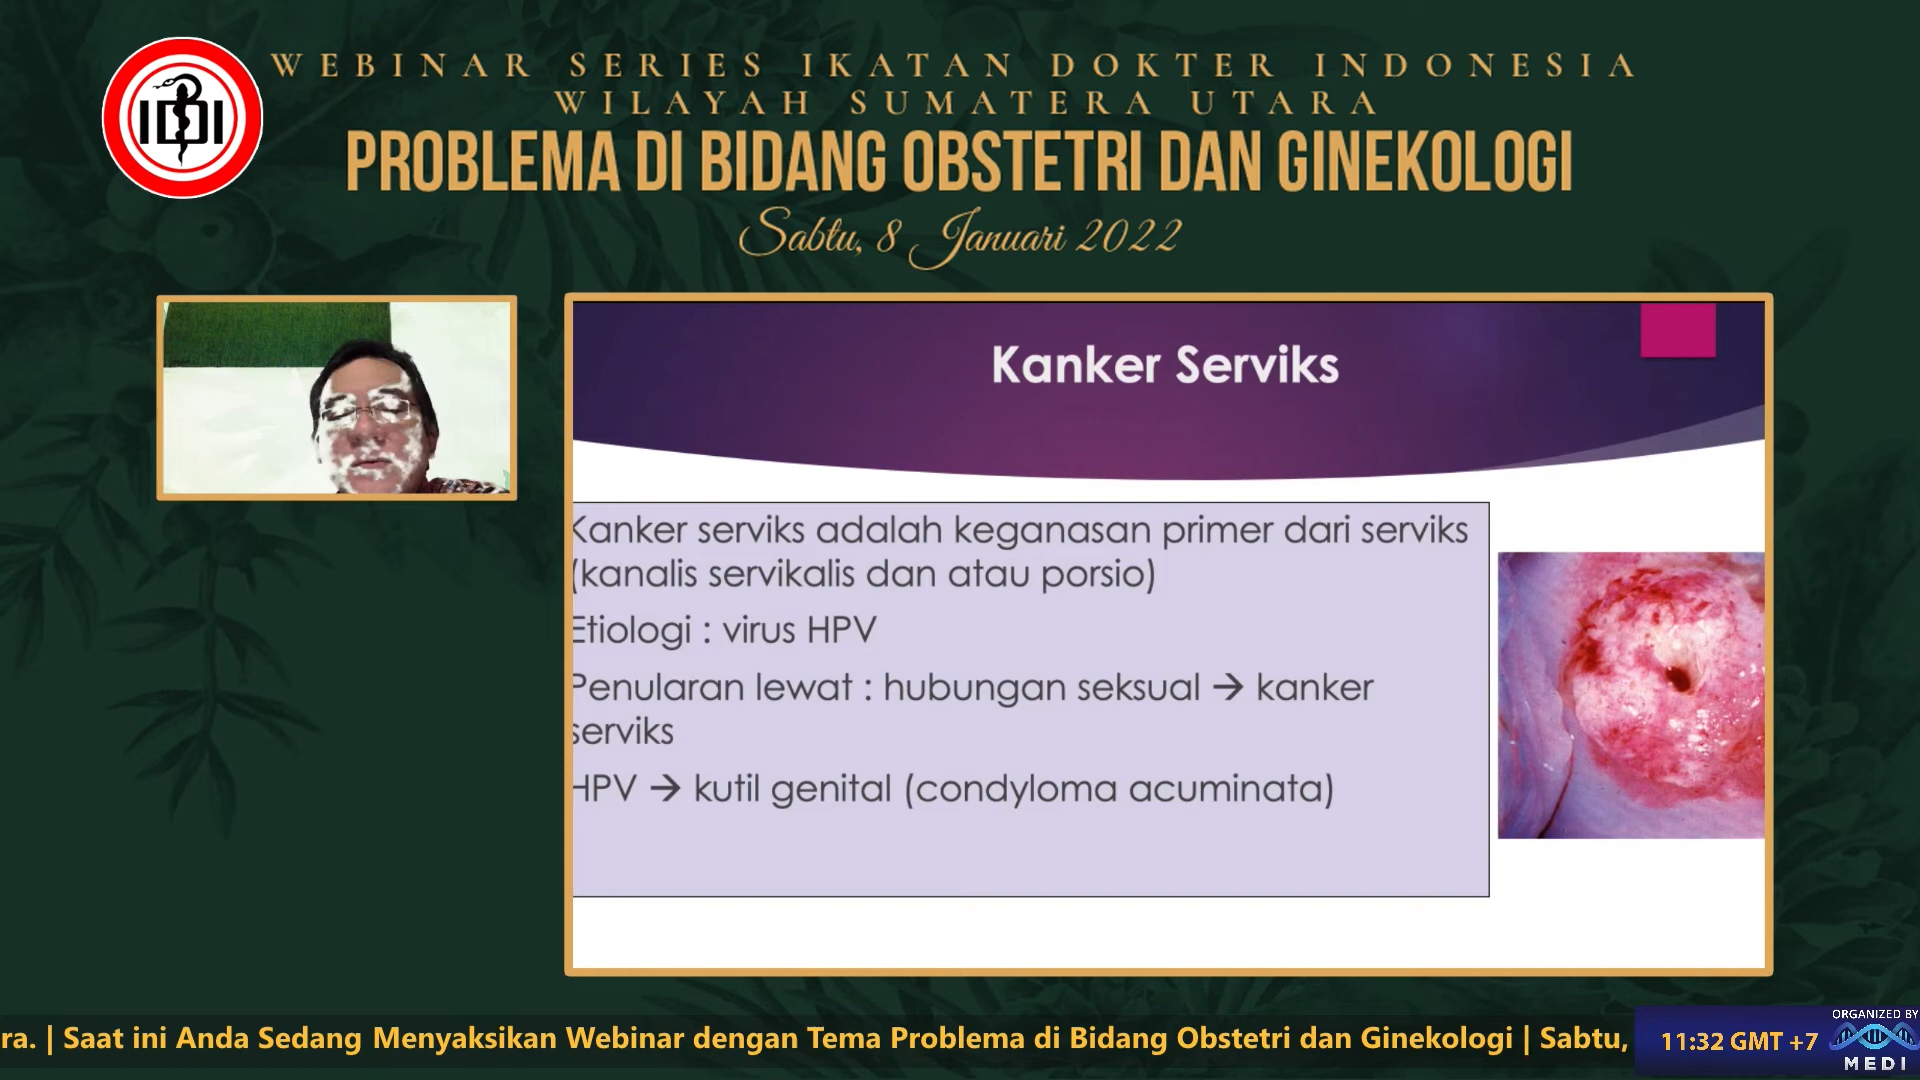 WEBINAR SERIES IKATAN DOKTER INDONESIA
WILAYAH SUMATERA UTARA
PROBLEMA DI BIDANG OBSTETRI DAN GINEKOLOGI
Sabtu, 8 Januari 2022
IDI
Kanker Serviks
Kanker serviks adalah keganasan primer dari serviks
(kanalis servikalis dan atau porsio)
Etiologi : virus HPV
Penularan lewat : hubungan seksual → kanker
serviks
HPV → kutil genital (condyloma acuminata)
ra. | Saat ini Anda Sedang Menyaksikan Webinar dengan Tema Problema di Bidang Obstetri dan Ginekologi | Sabtu,
11:32 GMT +7
ORGANIZED BY
MEDI